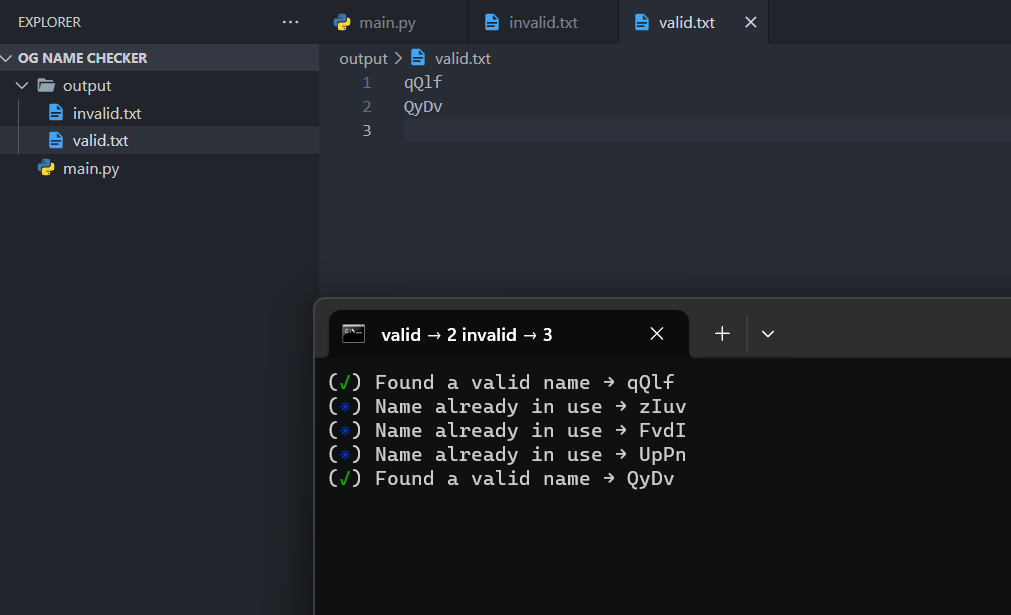 EXPLORER ···
main.py invalid.txt valid.txt
OG NAME CHECKER
output > valid.txt
output
invalid.txt
valid.txt
main.py
1 qQlf
2 QyDv
3
valid → 2 invalid → 3
(√) Found a valid name → qQlf
(*) Name already in use → zIuv
(*) Name already in use → FvdI
(*) Name already in use → UpPn
(√) Found a valid name → QyDv